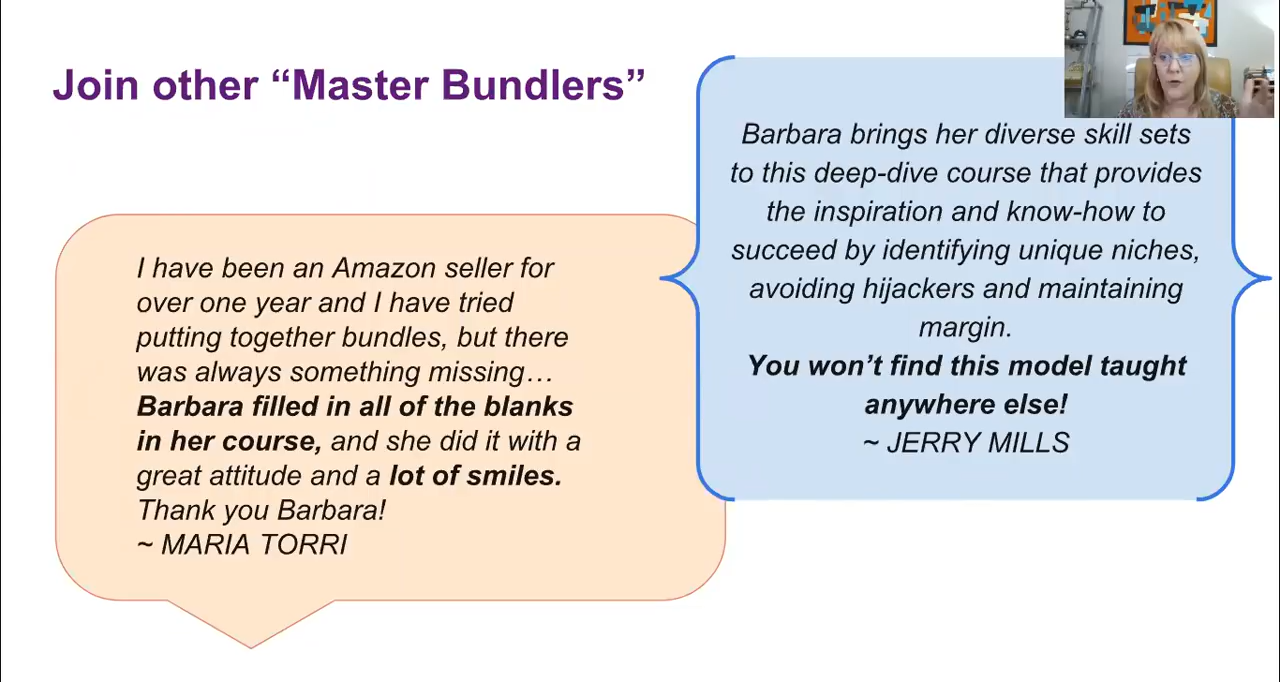 Join other “Master Bundlers”
I have been an Amazon seller for
over one year and I have tried
putting together bundles, but there
was always something missing…
Barbara filled in all of the blanks
in her course, and she did it with a
great attitude and a lot of smiles.
Thank you Barbara!
~ MARIA TORRI
Barbara brings her diverse skill sets
to this deep-dive course that provides
the inspiration and know-how to
succeed by identifying unique niches,
avoiding hijackers and maintaining
margin.
You won’t find this model taught
anywhere else!
~ JERRY MILLS